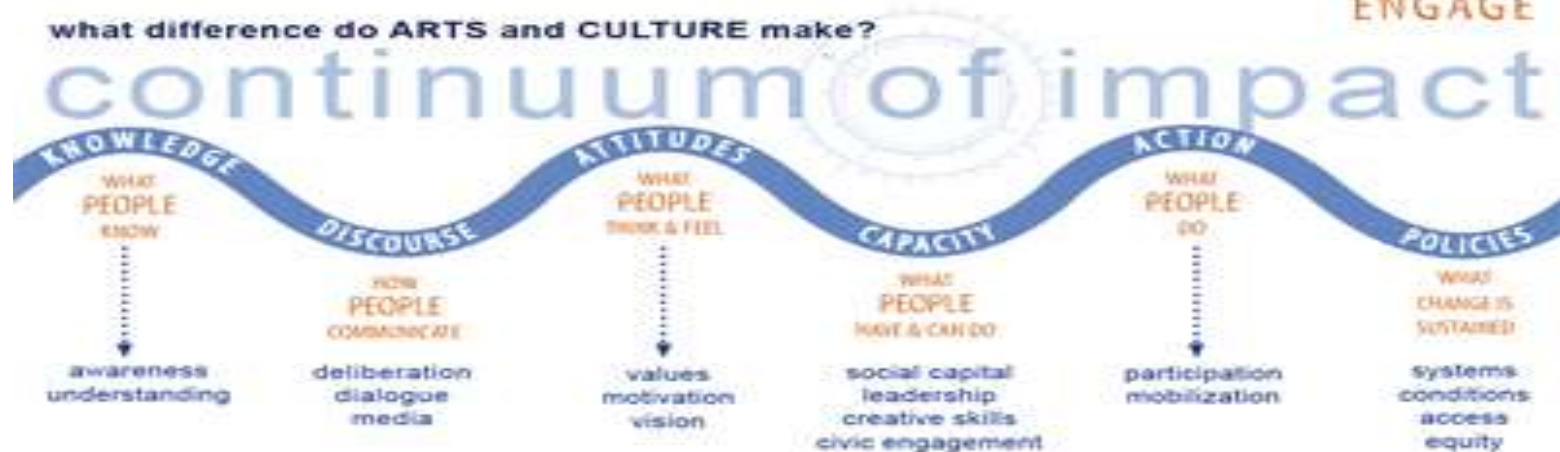 ENGAGE
what difference do ARTS and CULTURE make?
continuum of impact
KNOWLEDGE
WHAT
PEOPLE
KNOW
awareness
understanding
DISCOURSE
HOW
PEOPLE
COMMUNICATE
deliberation
dialogue
media
ATTITUDES
WHAT
PEOPLE
THINK & FEEL
values
motivation
vision
CAPACITY
WHAT
PEOPLE
HAVE & CAN DO
social capital
leadership
creative skills
civic engagement
ACTION
WHAT
PEOPLE
DO
participation
mobilization
POLICIES
WHAT
CHANGE IS
SUSTAINED
systems
conditions
access
equity